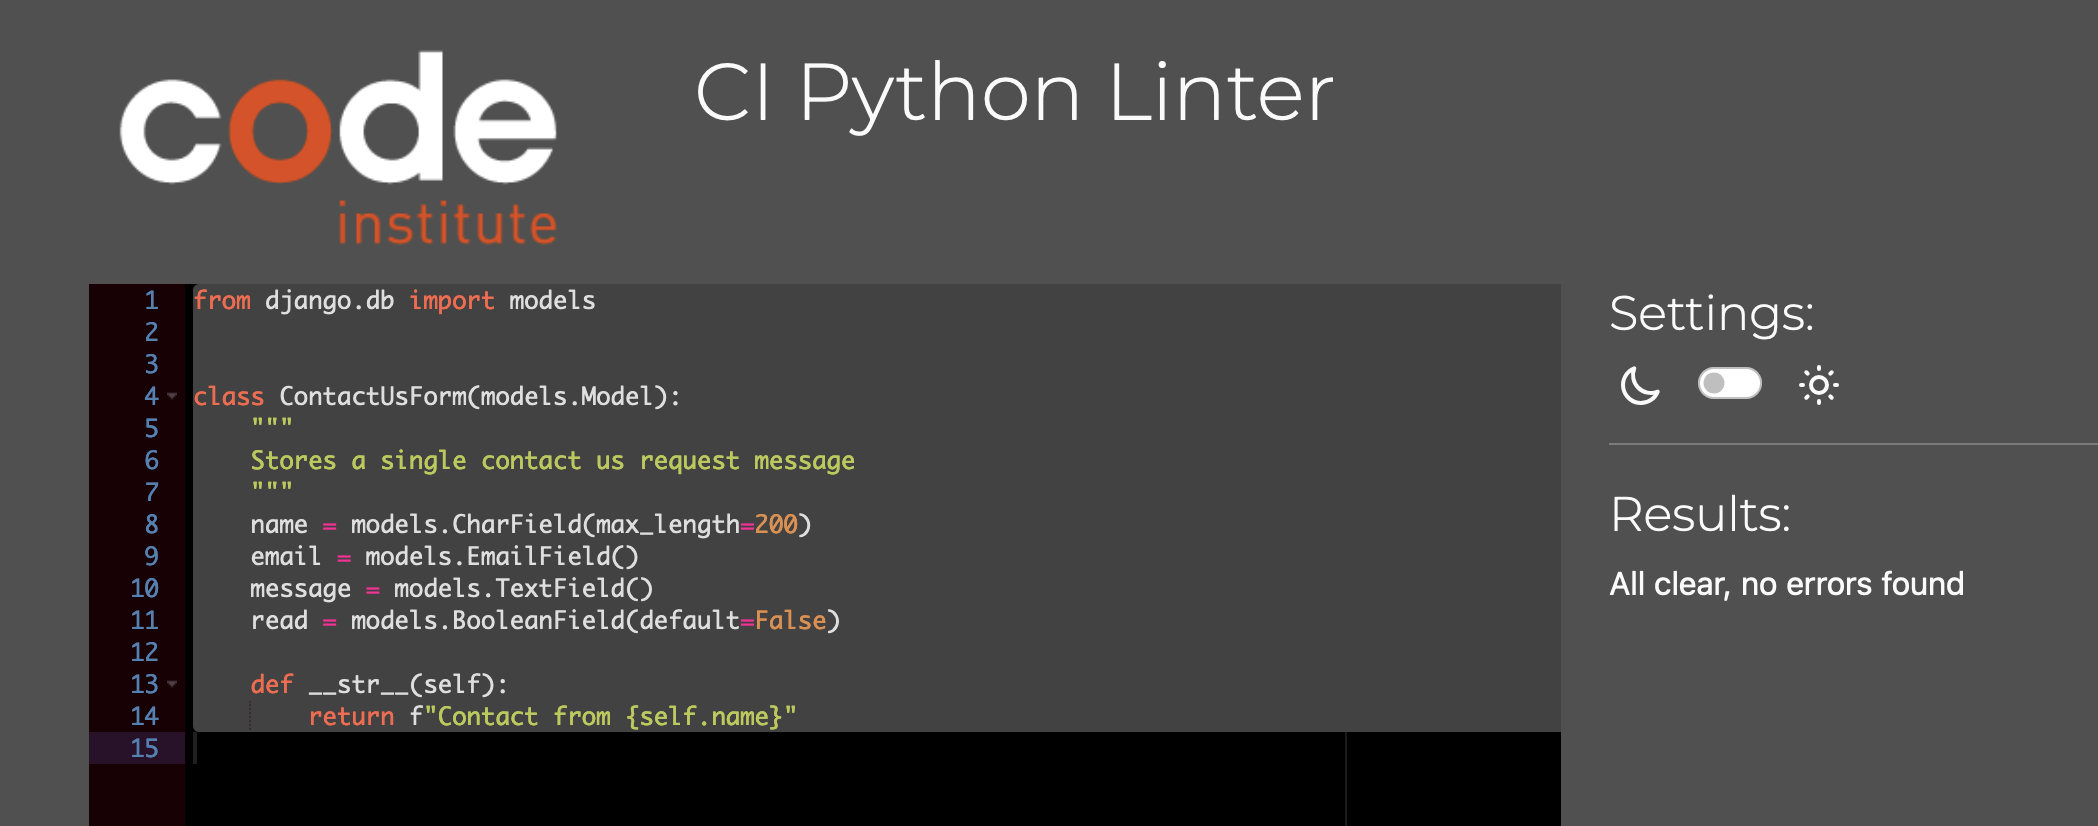 code
institute
CI Python Linter
1 from django.db import models
2
3
4 class ContactUsForm(models.Model):
5     """
6     Stores a single contact us request message
7     """
8     name = models.CharField(max_length=200)
9     email = models.EmailField()
10     message = models.TextField()
11     read = models.BooleanField(default=False)
12
13     def __str__(self):
14         return f"Contact from {self.name}"
15
Settings:
Results:
All clear, no errors found